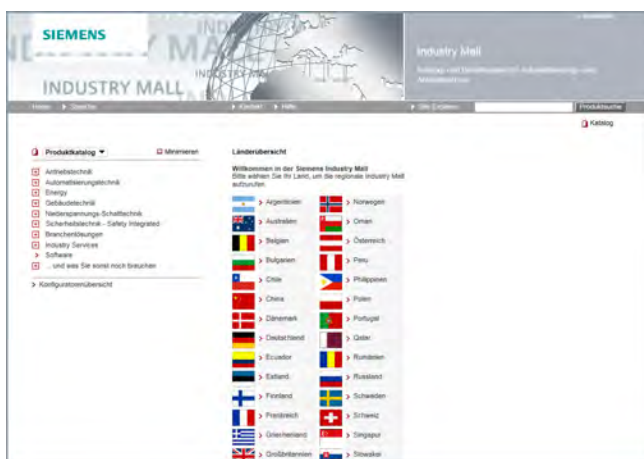 SIEMENS
INDUSTRY MALL
Industry Mall
Home
Sprache
Kontakt
Hilfe
Site Explorer
Produktsuche
Katalog
Produktkatalog
Minimieren
Antriebstechnik
Automatisierungstechnik
Energy
Gebäudetechnik
Niederspannungs-Schalttechnik
Sicherheitstechnik - Safety Integrated
Branchenlösungen
Industry Services
Software
... und was Sie sonst noch brauchen
Konfiguratorenübersicht
Länderübersicht
Willkommen in der Siemens Industry Mall
Bitte wählen Sie Ihr Land, um die regionale Industry Mall
aufzurufen.
Argentinien Norwegen
Australien Oman
Belgien Österreich
Bulgarien Peru
Chile Philippinen
China Polen
Dänemark Portugal
Deutschland Qatar
Ecuador Rumänien
Estland Russland
Finnland Schweden
Frankreich Schweiz
Griechenland Singapur
Großbritannien Slowakei